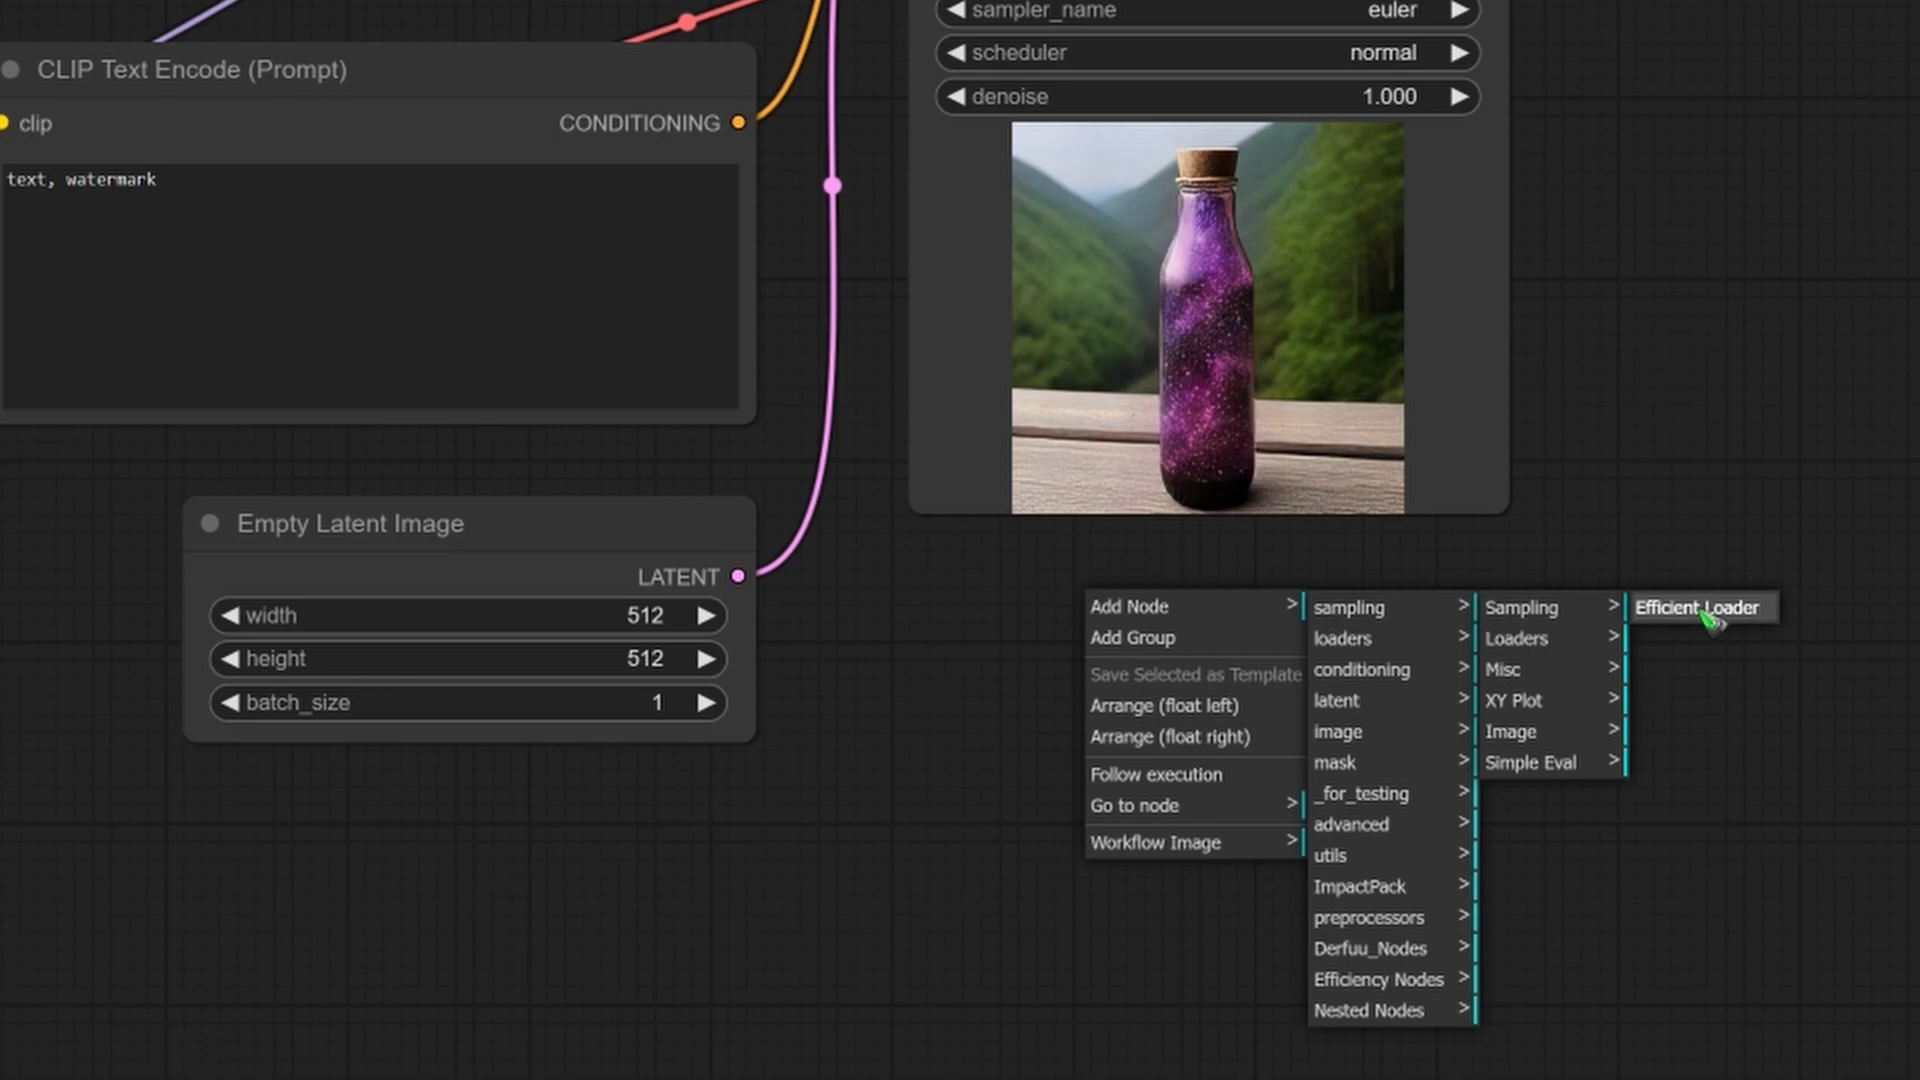 sampler_name euler
scheduler normal
denoise 1.000
CLIP Text Encode (Prompt)
clip CONDITIONING
text, watermark
Empty Latent Image
LATENT
width 512
height 512
batch_size 1
Add Node >
Add Group
Save Selected as Template
Arrange (float left)
Arrange (float right)
Follow execution
Go to node >
Workflow Image >
sampling >
loaders >
conditioning >
latent >
image >
mask >
_for_testing >
advanced >
utils >
ImpactPack >
preprocessors >
Derfuu_Nodes >
Efficiency Nodes >
Nested Nodes >
Sampling >
Loaders >
Misc >
XY Plot >
Image >
Simple Eval >
Efficient Loader